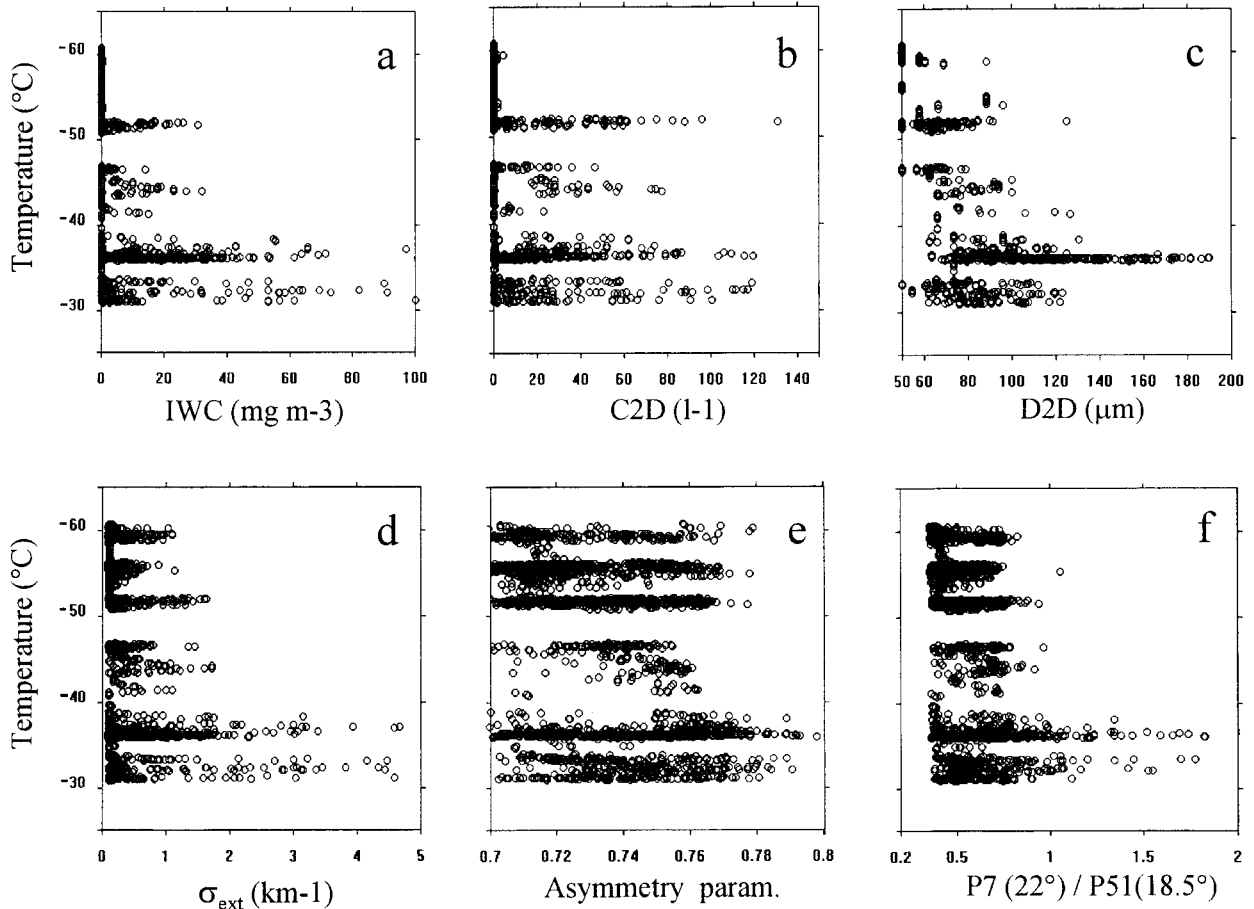 a
b
c
Temperature (°C)
-60
-50
-40
-30
0 20 40 60 80 100
IWC (mg m-3)
0 20 40 60 80 100 120 140
C2D (l-1)
50 60 80 100 120 140 160 180 200
D2D (μm)
d
e
f
Temperature (°C)
-60
-50
-40
-30
0 1 2 3 4 5
σext (km-1)
0.7 0.72 0.74 0.76 0.8
Asymmetry param.
0.2 0.5 1 1.5 2
P7 (22°) / P51(18.5°)